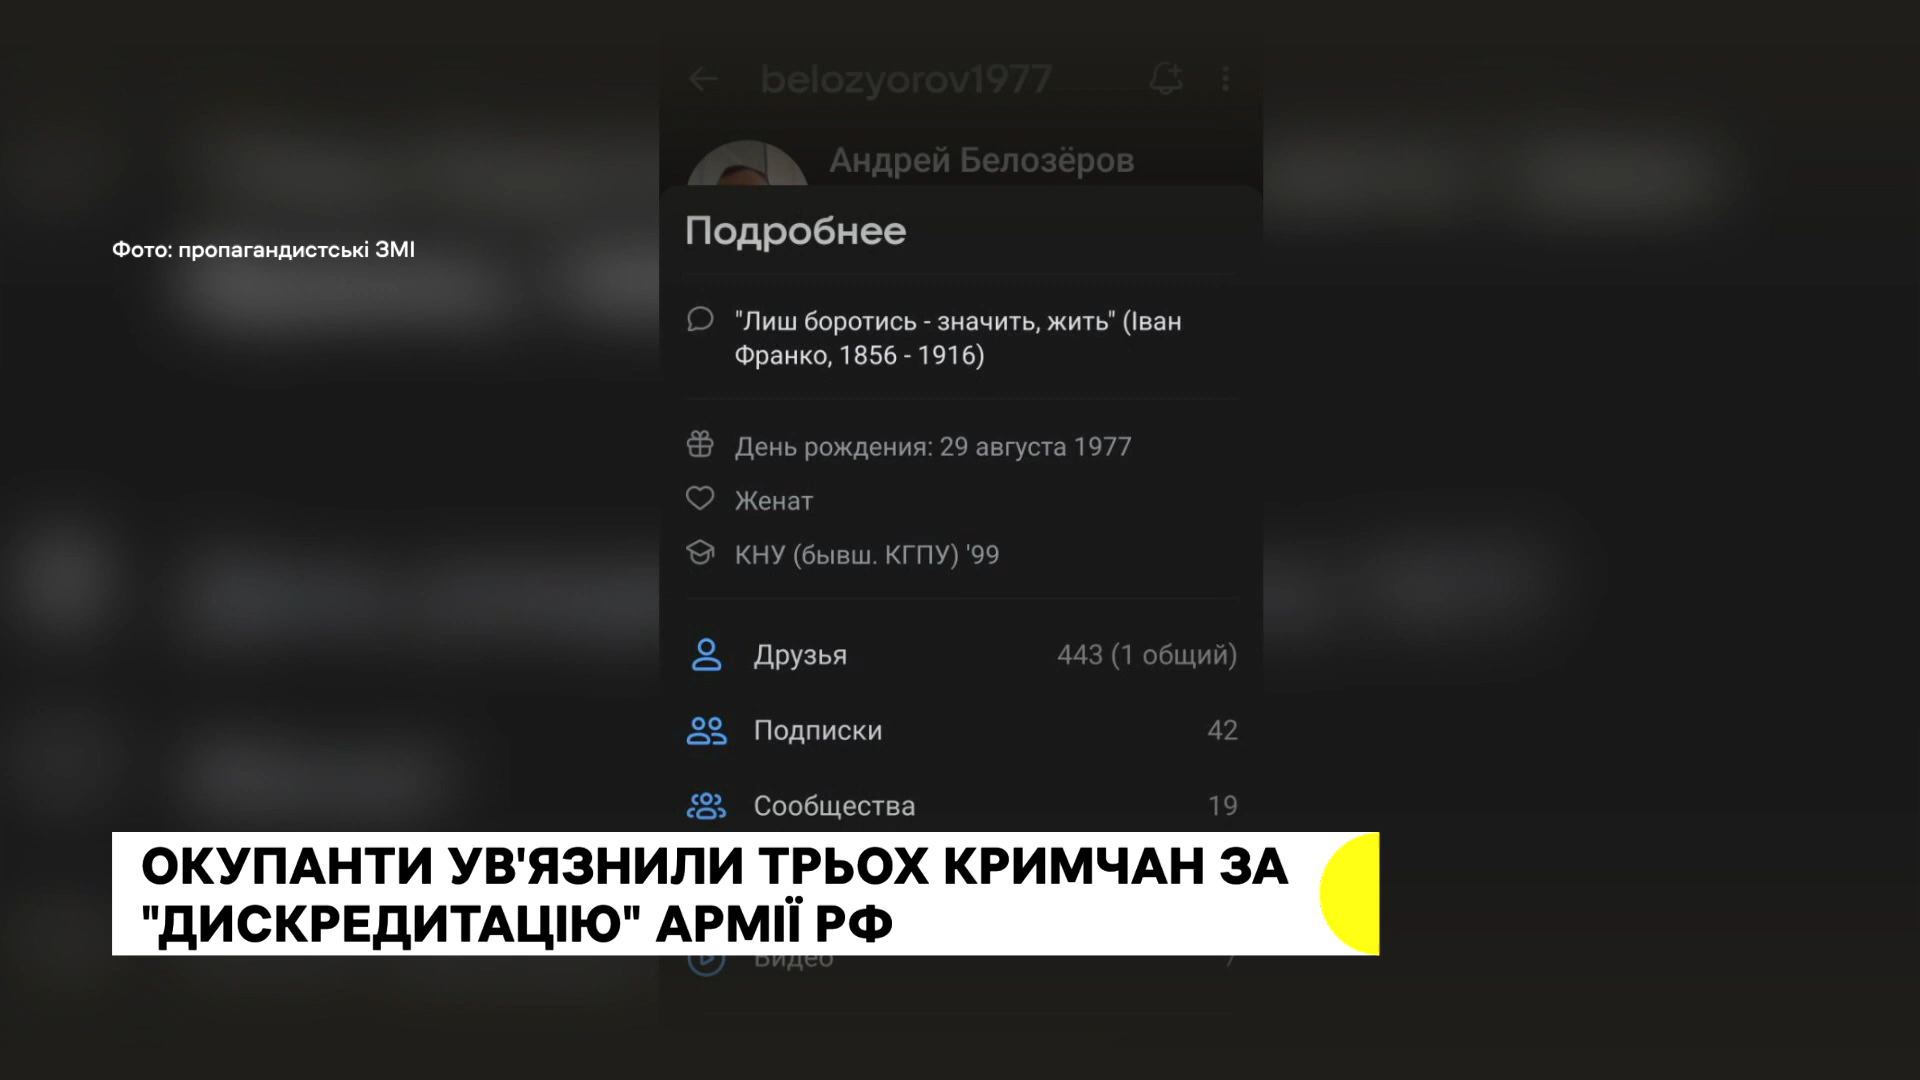 belozyorov1977
Андрей Белозёров
Подробнее
Фото: пропагандистські ЗМІ
"Лиш боротись - значить, жить" (Іван
Франко, 1856 - 1916)
День рождения: 29 августа 1977
Женат
КНУ (бывш. КГПУ) '99
Друзья 443 (1 общий)
Подписки 42
Сообщества 19
ОКУПАНТИ УВ'ЯЗНИЛИ ТРЬОХ КРИМЧАН ЗА
"ДИСКРЕДИТАЦІЮ" АРМІЇ РФ
Видео 7